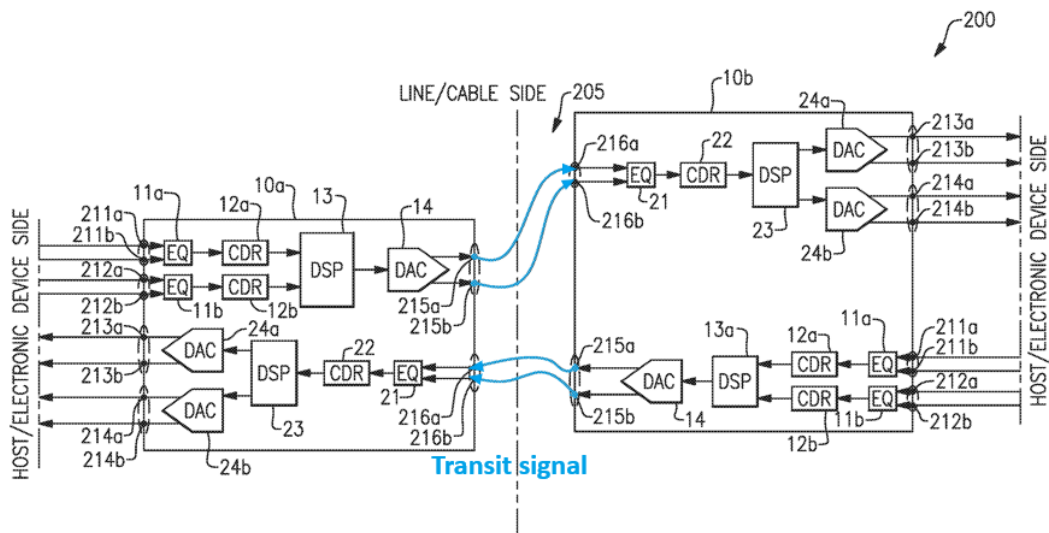 200
LINE/CABLE SIDE
205
10b
24a
216a
22
213a
DAC
213b
EQ
CDR
DSP
21
216b
214a
DAC
214b
23
24b
HOST/ELECTRONIC DEVICE SIDE
10a
13
11a
12a
14
211a
211b
EQ
CDR
DSP
DAC
212a
EQ
CDR
212b
11b
12b
215a
215b
213a
24a
DAC
22
213b
DSP
CDR
EQ
21
DAC
23
216a
214a
216b
214b
24b
HOST/ELECTRONIC DEVICE SIDE
215a
13a
12a
11a
211a
DAC
DSP
CDR
EQ
211b
212a
CDR
EQ
215b
14
12b
11b
212b
HOST/ELECTRONIC DEVICE SIDE
Transit signal